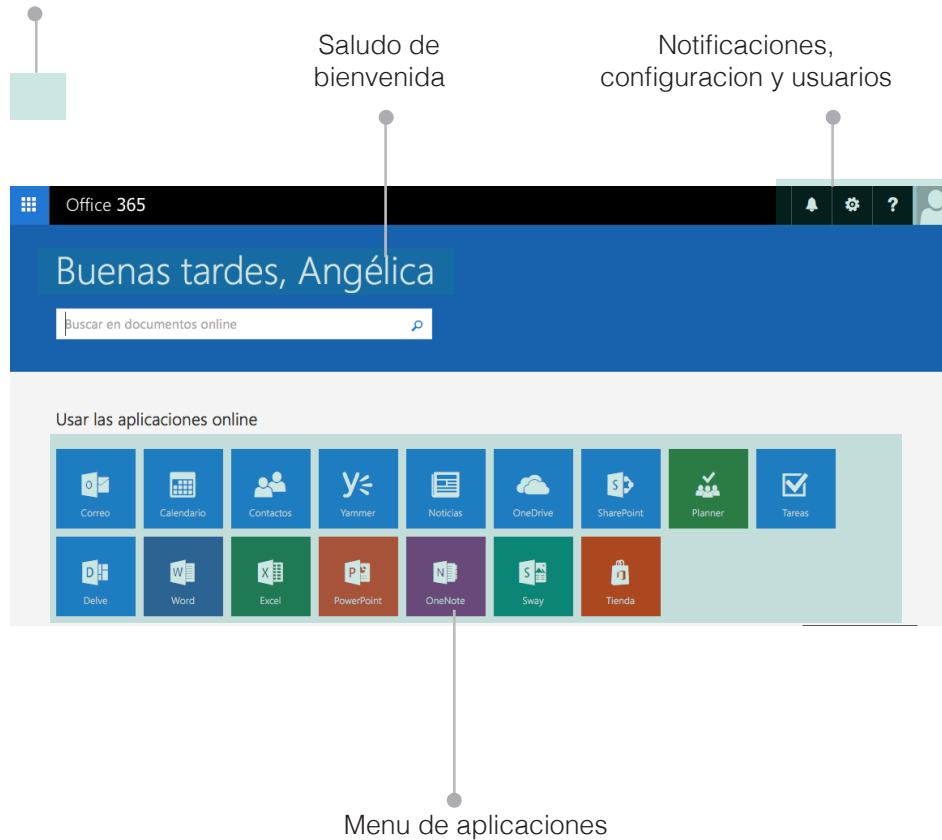 Saludo de
bienvenida
Notificaciones,
configuracion y usuarios
Office 365
?
Buenas tardes, Angélica
Buscar en documentos online
Usar las aplicaciones online
Correo
Calendario
Contactos
Yammer
Noticias
OneDrive
SharePoint
Planner
Tareas
Delve
Word
Excel
PowerPoint
OneNote
Sway
Tienda
Menu de aplicaciones